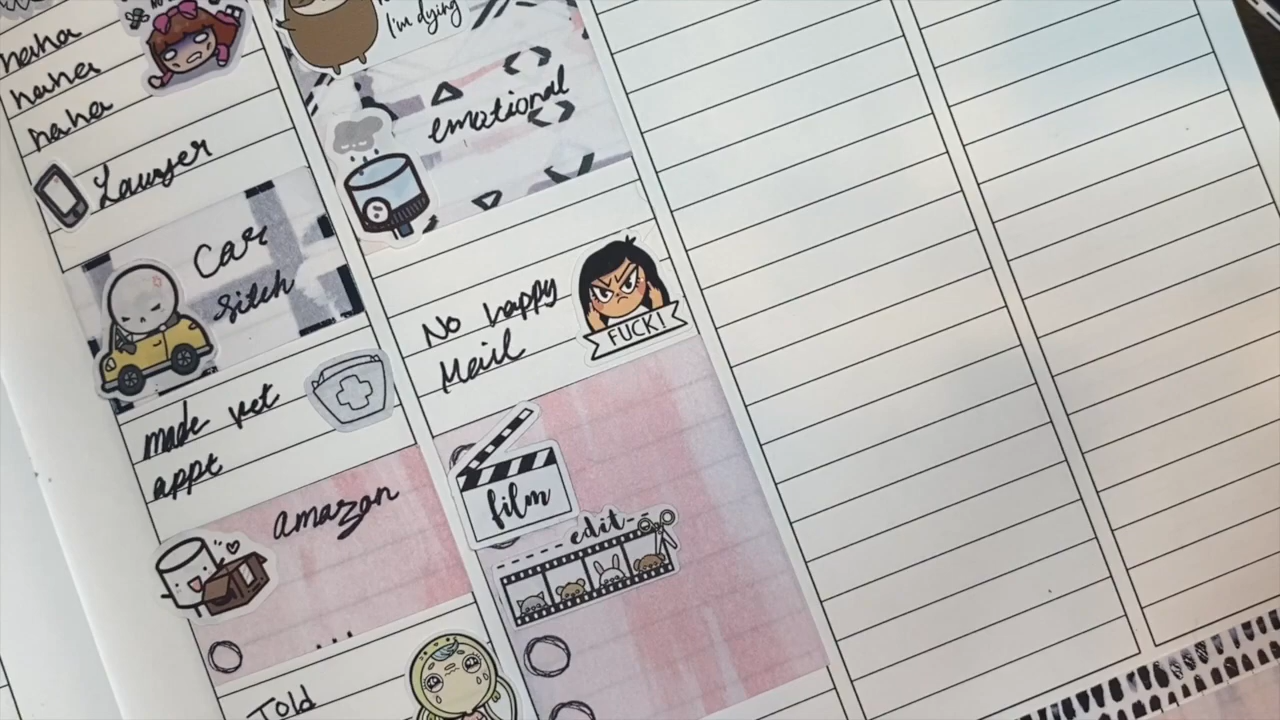 haha
haha
haha
Lawyer
Car
sitch
made vet
appt
amazon
Told
I'm dying
emotional
No happy
Mail
FUCK!
film
edit